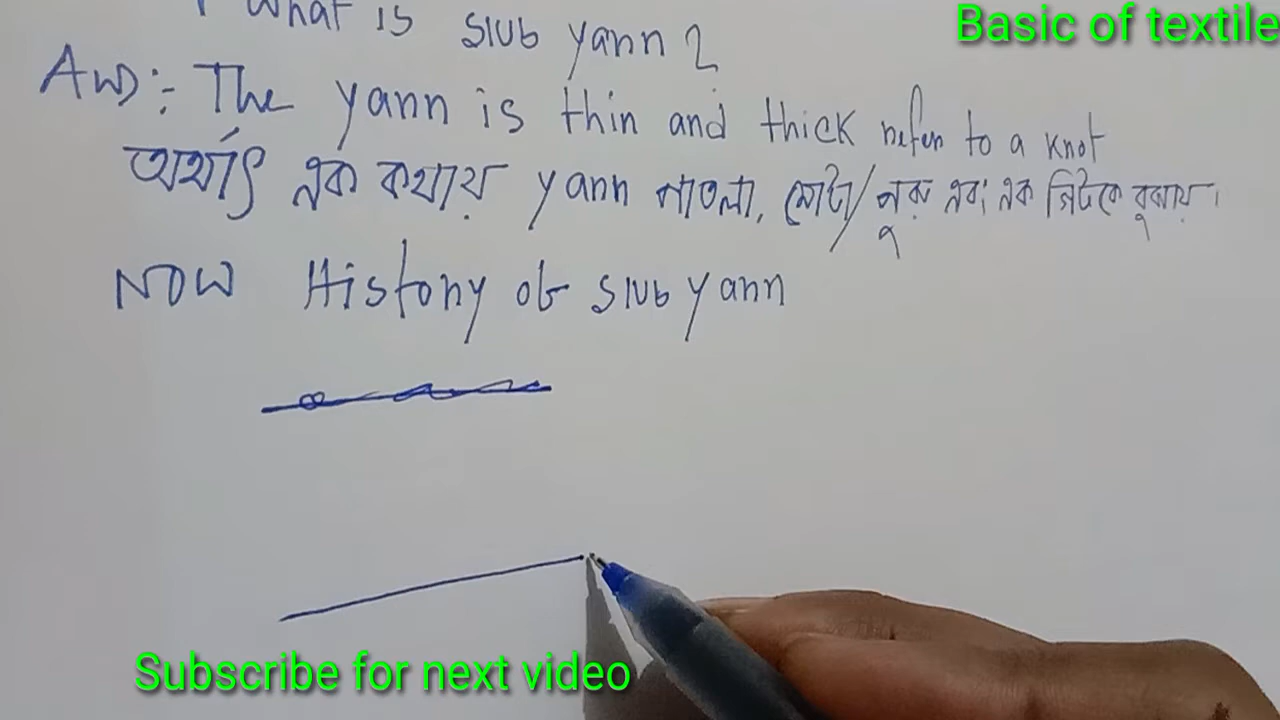 Basic of textile
What is slub yarn ?
Ans :- The yarn is thin and thick refer to a knot
অর্থাৎ এক কথায় yarn পাতলা, মোটা/পুরু এবং এক গিটকে বুঝায়।
NOW History of slub yarn
Subscribe for next video